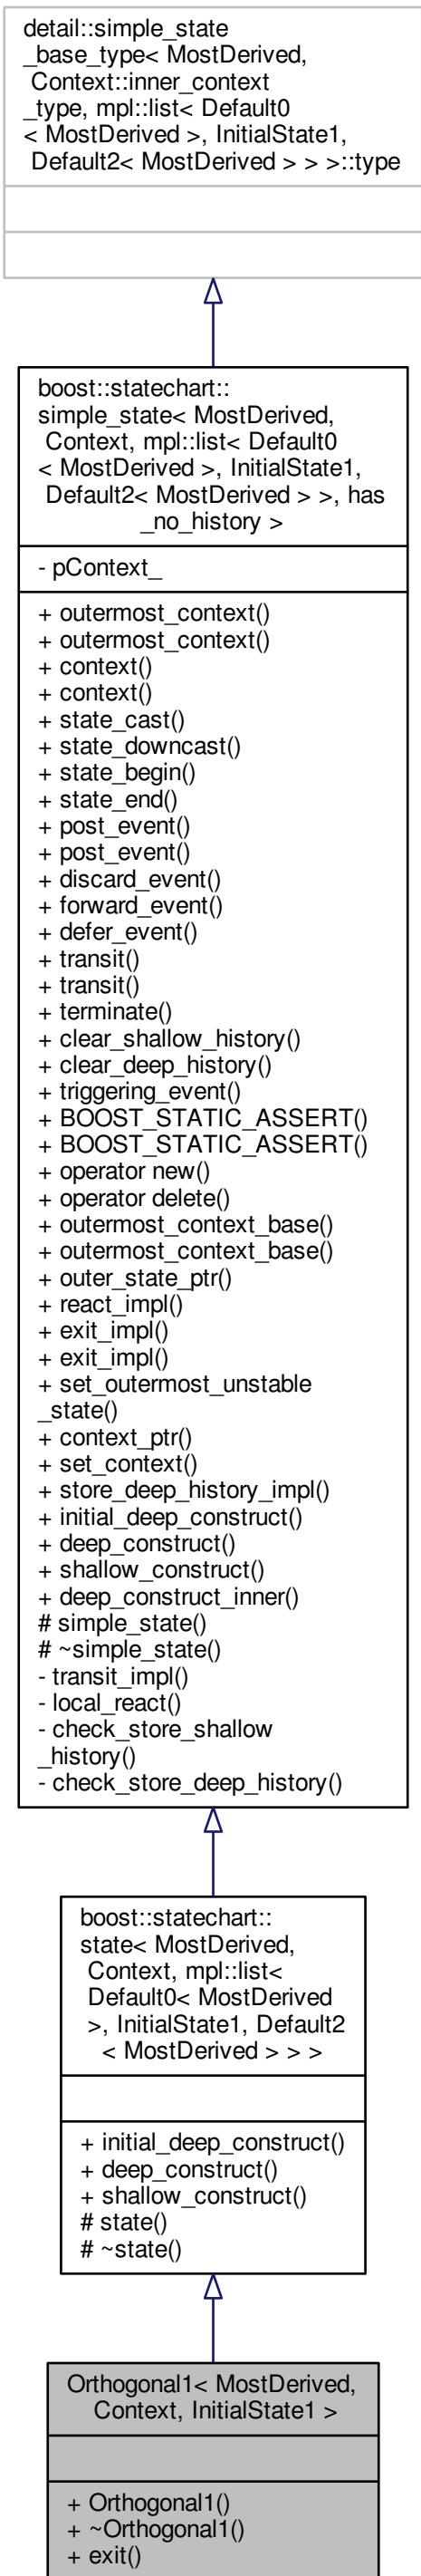 detail::simple_state
_base_type< MostDerived,
Context::inner_context
_type, mpl::list< Default0
< MostDerived >, InitialState1,
Default2< MostDerived > > >::type
boost::statechart::
simple_state< MostDerived,
Context, mpl::list< Default0
< MostDerived >, InitialState1,
Default2< MostDerived > >, has
_no_history >
- pContext_
+ outermost_context()
+ outermost_context()
+ context()
+ context()
+ state_cast()
+ state_downcast()
+ state_begin()
+ state_end()
+ post_event()
+ post_event()
+ discard_event()
+ forward_event()
+ defer_event()
+ transit()
+ transit()
+ terminate()
+ clear_shallow_history()
+ clear_deep_history()
+ triggering_event()
+ BOOST_STATIC_ASSERT()
+ BOOST_STATIC_ASSERT()
+ operator new()
+ operator delete()
+ outermost_context_base()
+ outermost_context_base()
+ outer_state_ptr()
+ react_impl()
+ exit_impl()
+ exit_impl()
+ set_outermost_unstable
_state()
+ context_ptr()
+ set_context()
+ store_deep_history_impl()
+ initial_deep_construct()
+ deep_construct()
+ shallow_construct()
+ deep_construct_inner()
# simple_state()
# ~simple_state()
- transit_impl()
- local_react()
- check_store_shallow
_history()
- check_store_deep_history()
boost::statechart::
state< MostDerived,
Context, mpl::list<
Default0< MostDerived
>, InitialState1, Default2
< MostDerived > > >
+ initial_deep_construct()
+ deep_construct()
+ shallow_construct()
# state()
# ~state()
Orthogonal1< MostDerived,
Context, InitialState1 >
+ Orthogonal1()
+ ~Orthogonal1()
+ exit()